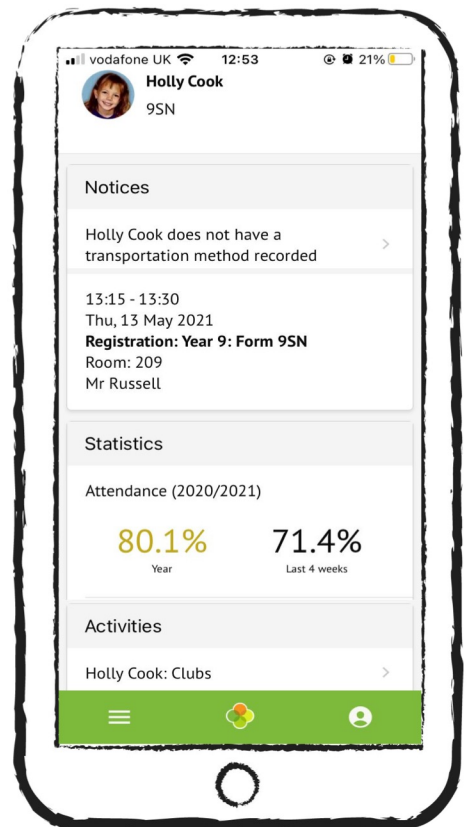 vodafone UK 12:53 21%
Holly Cook
9SN
Notices
Holly Cook does not have a
transportation method recorded
13:15 - 13:30
Thu, 13 May 2021
Registration: Year 9: Form 9SN
Room: 209
Mr Russell
Statistics
Attendance (2020/2021)
80.1% 71.4%
Year Last 4 weeks
Activities
Holly Cook: Clubs